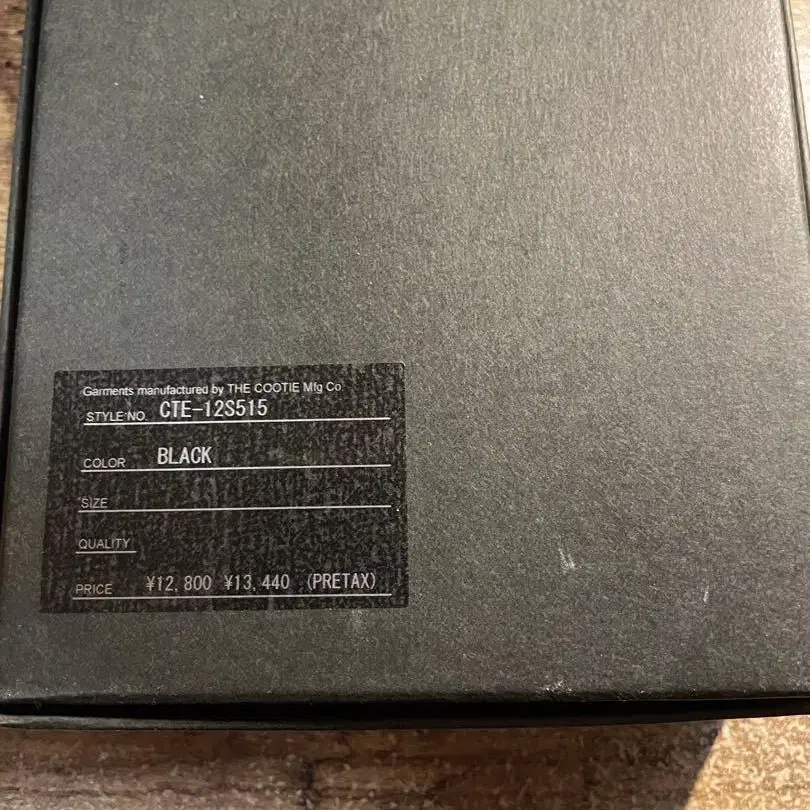 Garments manufactured by THE COOTIE Mfg Co
STYLE NO. CTE-12S515
COLOR BLACK
SIZE
QUALITY
PRICE ¥12,800 ¥13,440 (PRETAX)